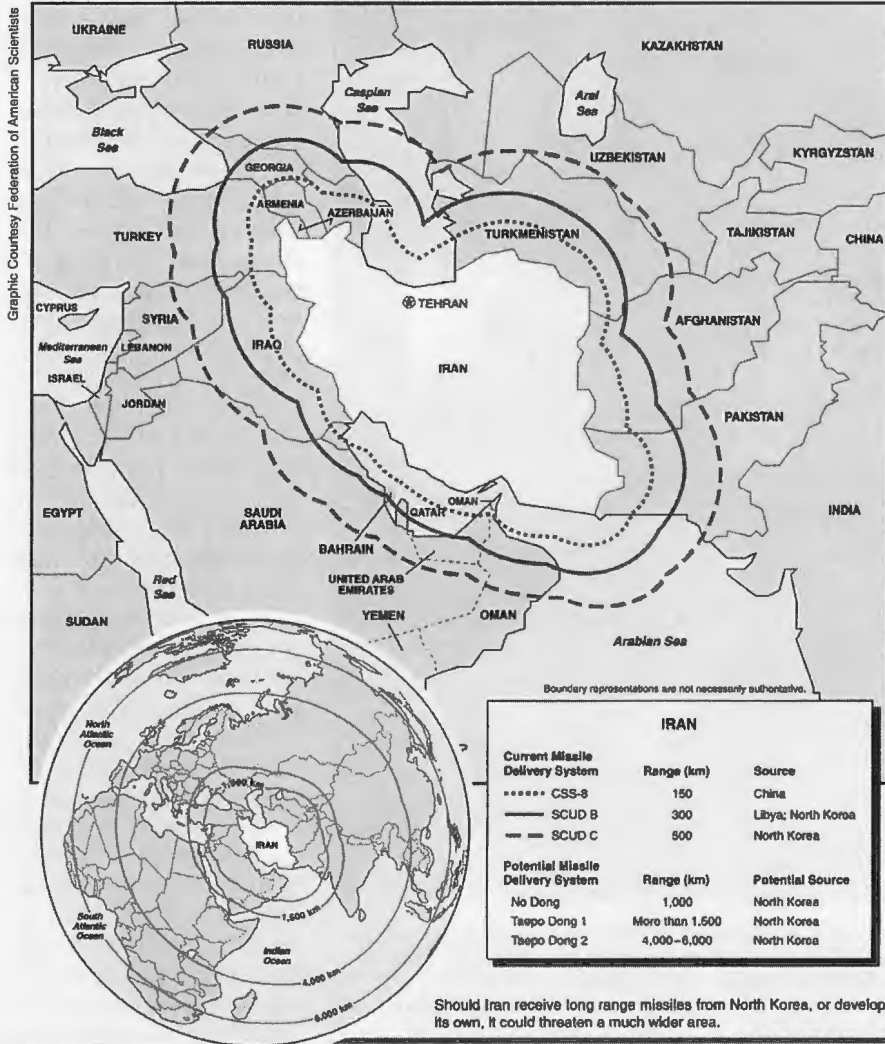 Graphic Courtesy Federation of American Scientists
UKRAINE
RUSSIA
KAZAKHSTAN
Caspian
Sea
Aral
Sea
Black
Sea
UZBEKISTAN
KYRGYZSTAN
GEORGIA
ARMENIA
AZERBAIJAN
TURKEY
TURKMENISTAN
TAJIKISTAN
CHINA
TEHRAN
CYPRUS
SYRIA
AFGHANISTAN
Mediterranean
Sea
LEBANON
IRAQ
ISRAEL
IRAN
JORDAN
PAKISTAN
EGYPT
SAUDI
ARABIA
QATAR
OMAN
INDIA
BAHRAIN
UNITED ARAB
EMIRATES
Red
Sea
SUDAN
YEMEN
OMAN
Arabian Sea
Boundary representations are not necessarily authoritative.
North
Atlantic
Ocean
1,000 km
IRAN
1,500 km
South
Atlantic
Ocean
Indian
Ocean
4,000 km
6,000 km
IRAN
Current Missile
Delivery System Range (km) Source
CSS-8 150 China
SCUD B 300 Libya; North Korea
SCUD C 500 North Korea
Potential Missile
Delivery System Range (km) Potential Source
No Dong 1,000 North Korea
Taepo Dong 1 More than 1.500 North Korea
Taepo Dong 2 4,000–6,000 North Korea
Should Iran receive long range missiles from North Korea, or develop
its own, it could threaten a much wider area.